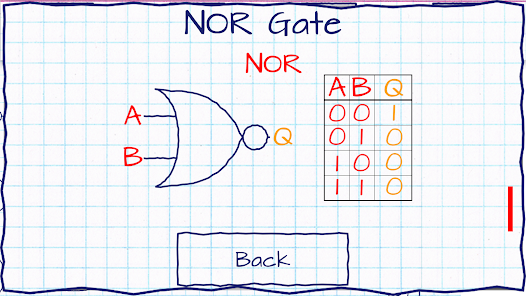 NOR Gate
NOR
A B Q
0 0 1
0 1 0
1 0 0
1 1 0
A
B
Q
Back